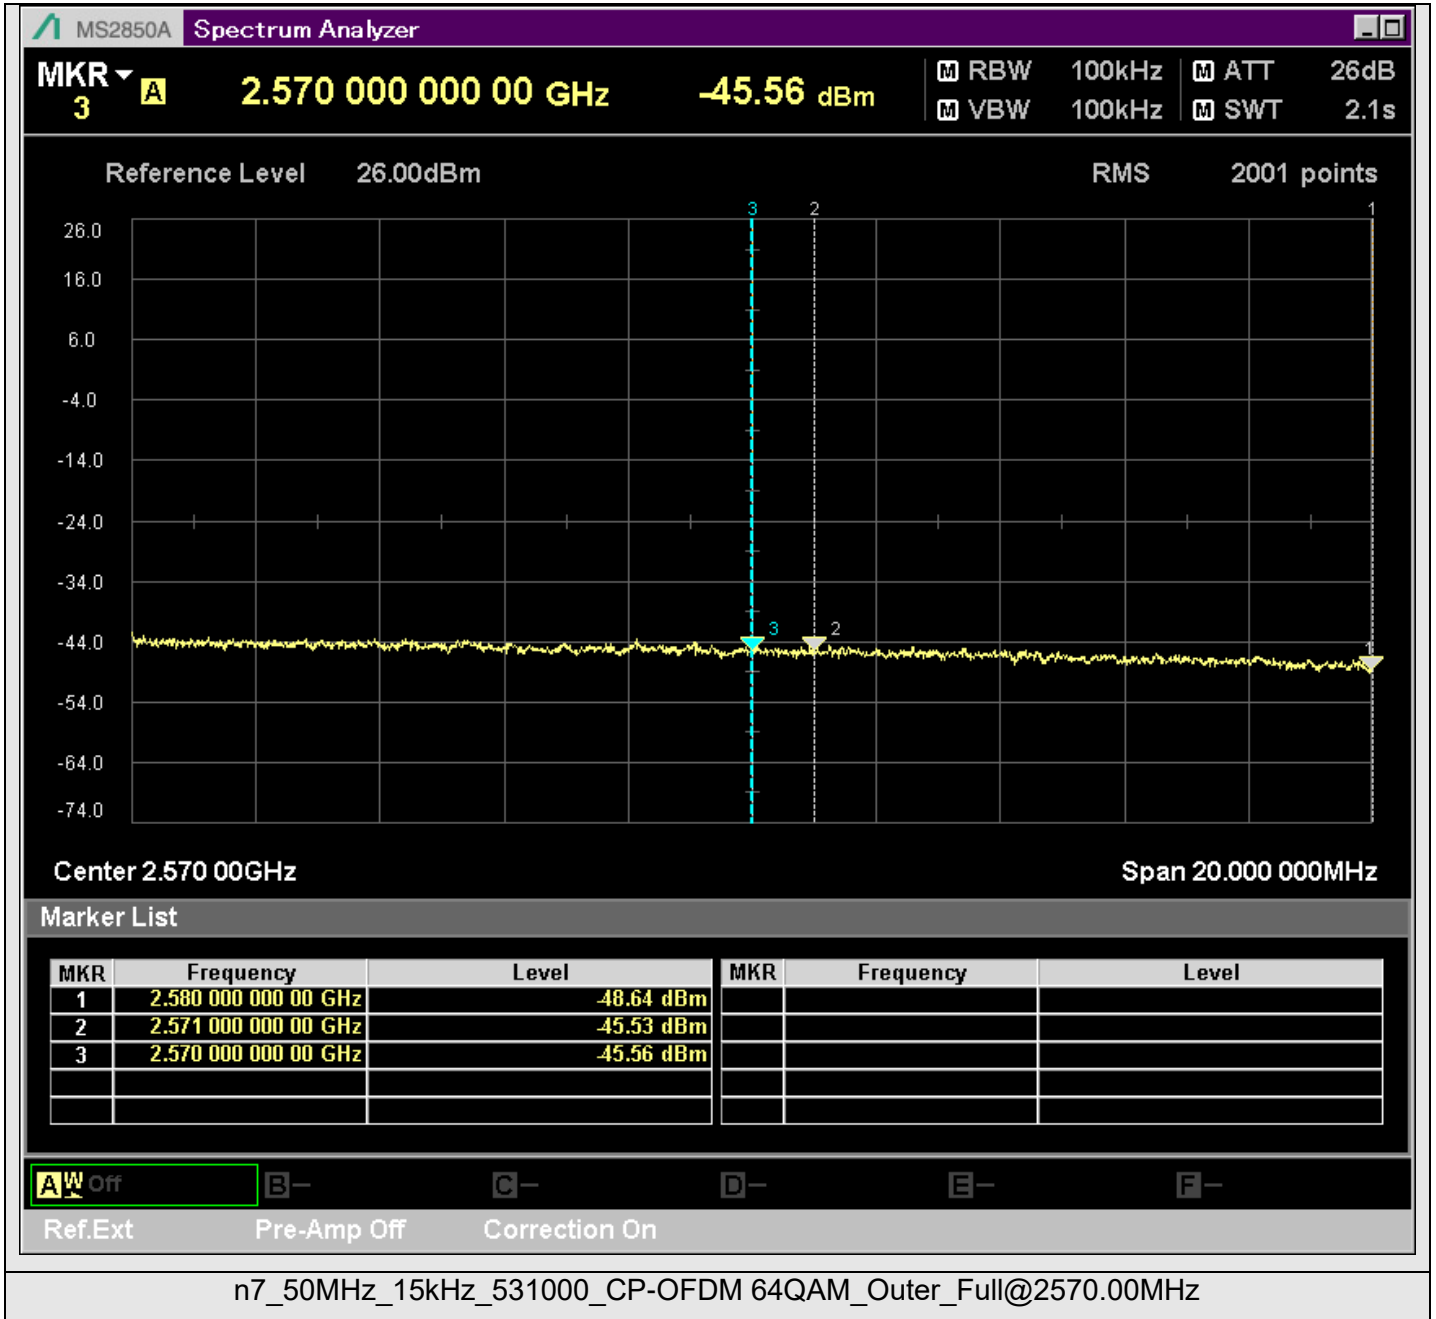 MS2850A Spectrum Analyzer
MKR A 2.570 000 000 00 GHz -45.56 dBm M RBW 100kHz M ATT 26dB
3 M VBW 100kHz M SWT 2.1s
Reference Level 26.00dBm RMS 2001 points
3 2 1
26.0
16.0
6.0
-4.0
-14.0
-24.0
-34.0
-44.0 3 2 1
-54.0
-64.0
-74.0
Center 2.570 00GHz Span 20.000 000MHz
Marker List
MKR Frequency Level MKR Frequency Level
1 2.580 000 000 00 GHz -48.64 dBm
2 2.571 000 000 00 GHz -45.53 dBm
3 2.570 000 000 00 GHz -45.56 dBm
A W Off B C D E F
Ref.Ext Pre-Amp Off Correction On
n7_50MHz_15kHz_531000_CP-OFDM 64QAM_Outer_Full@2570.00MHz